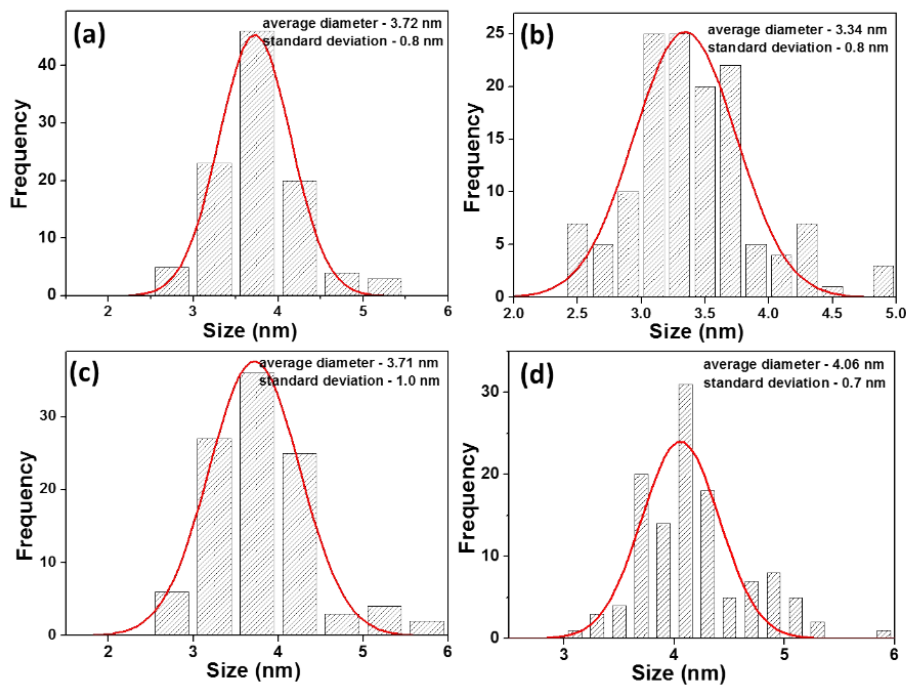 (a)
average diameter - 3.72 nm
standard deviation - 0.8 nm
40
20
0
2
3
4
5
6
Frequency
Size (nm)
(b)
average diameter - 3.34 nm
standard deviation - 0.8 nm
25
20
15
10
5
0
2.0
2.5
3.0
3.5
4.0
4.5
5.0
Frequency
Size (nm)
(c)
average diameter - 3.71 nm
standard deviation - 1.0 nm
30
20
10
0
2
3
4
5
6
Frequency
Size (nm)
(d)
average diameter - 4.06 nm
standard deviation - 0.7 nm
30
20
10
0
3
4
5
6
Frequency
Size (nm)